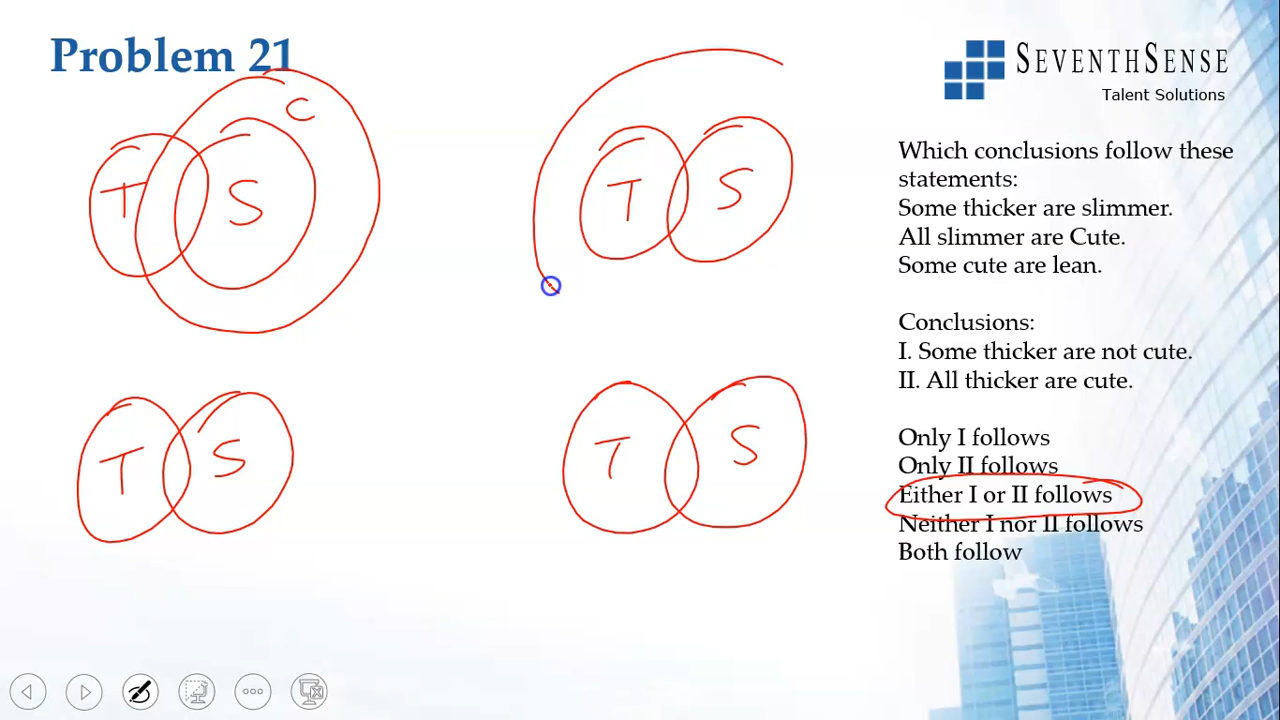 Problem 21
SEVENTHSENSE
Talent Solutions
C
T
S
T
S
T
S
T
S
Which conclusions follow these
statements:
Some thicker are slimmer.
All slimmer are Cute.
Some cute are lean.
Conclusions:
I. Some thicker are not cute.
II. All thicker are cute.
Only I follows
Only II follows
Either I or II follows
Neither I nor II follows
Both follow